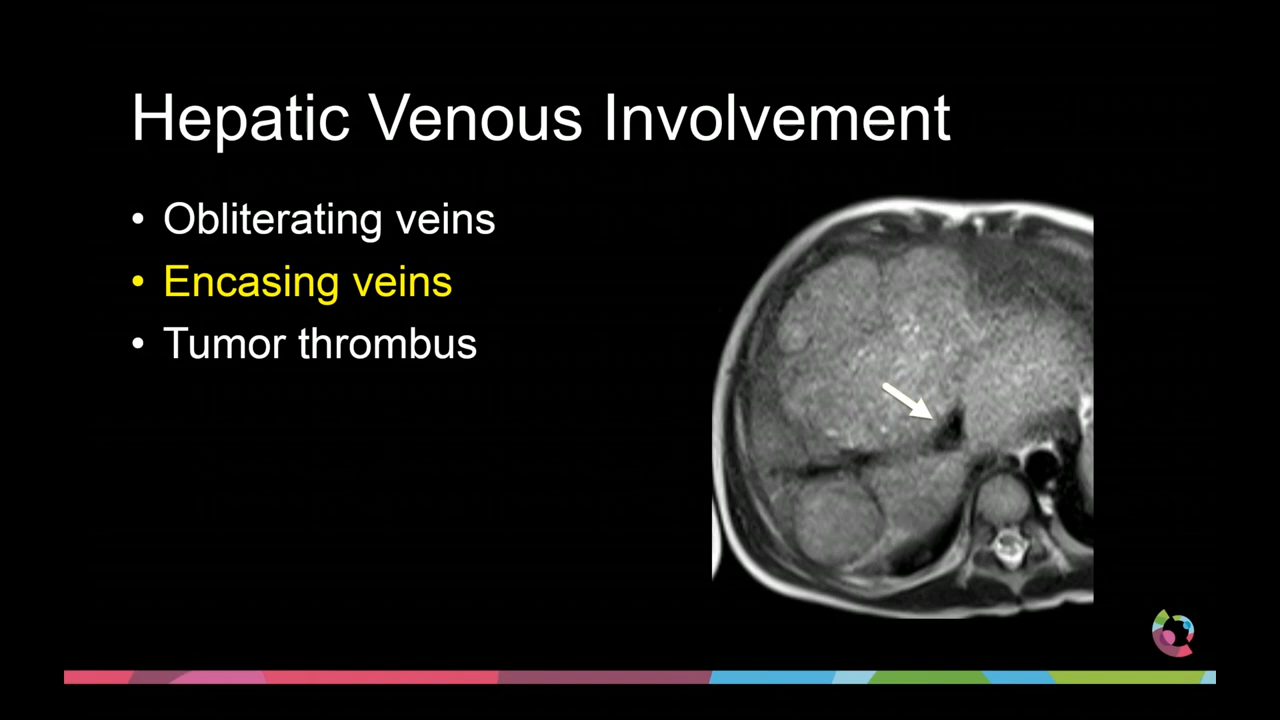 Hepatic Venous Involvement
• Obliterating veins
• Encasing veins
• Tumor thrombus